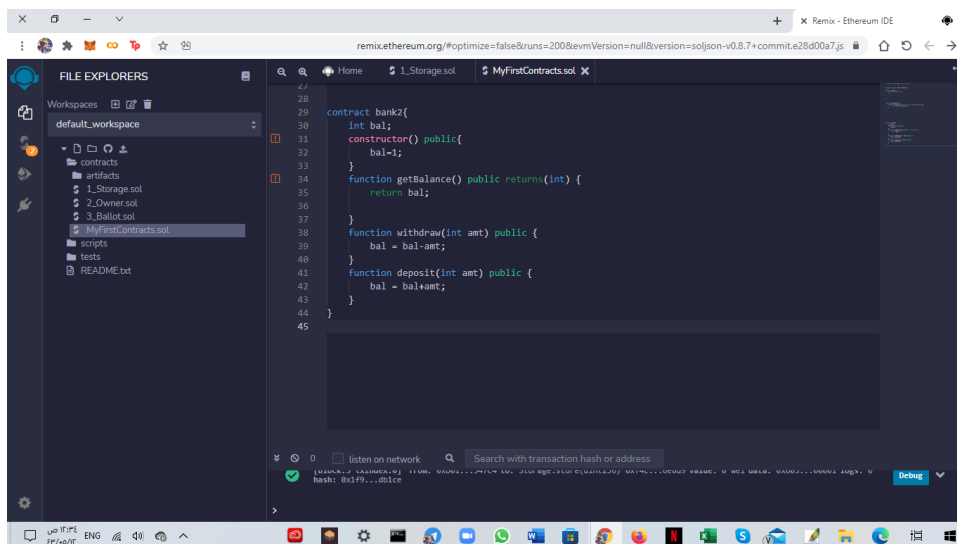 Remix - Ethereum IDE
remix.ethereum.org/#optimize=false&runs=200&evmVersion=null&version=soljson-v0.8.7+commit.e28d00a7.js
FILE EXPLORERS
Workspaces
default_workspace
contracts
artifacts
1_Storage.sol
2_Owner.sol
3_Ballot.sol
MyFirstContracts.sol
scripts
tests
README.txt
2
Home 1_Storage.sol MyFirstContracts.sol
27
28
29 contract bank2{
30 int bal;
31 constructor() public{
32 bal=1;
33 }
34 function getBalance() public returns(int) {
35 return bal;
36
37 }
38 function withdraw(int amt) public {
39 bal = bal-amt;
40 }
41 function deposit(int amt) public {
42 bal = bal+amt;
43 }
44 }
45
0 listen on network Search with transaction hash or address
hash: 0x1f9...db1ce
Debug
>
ENG